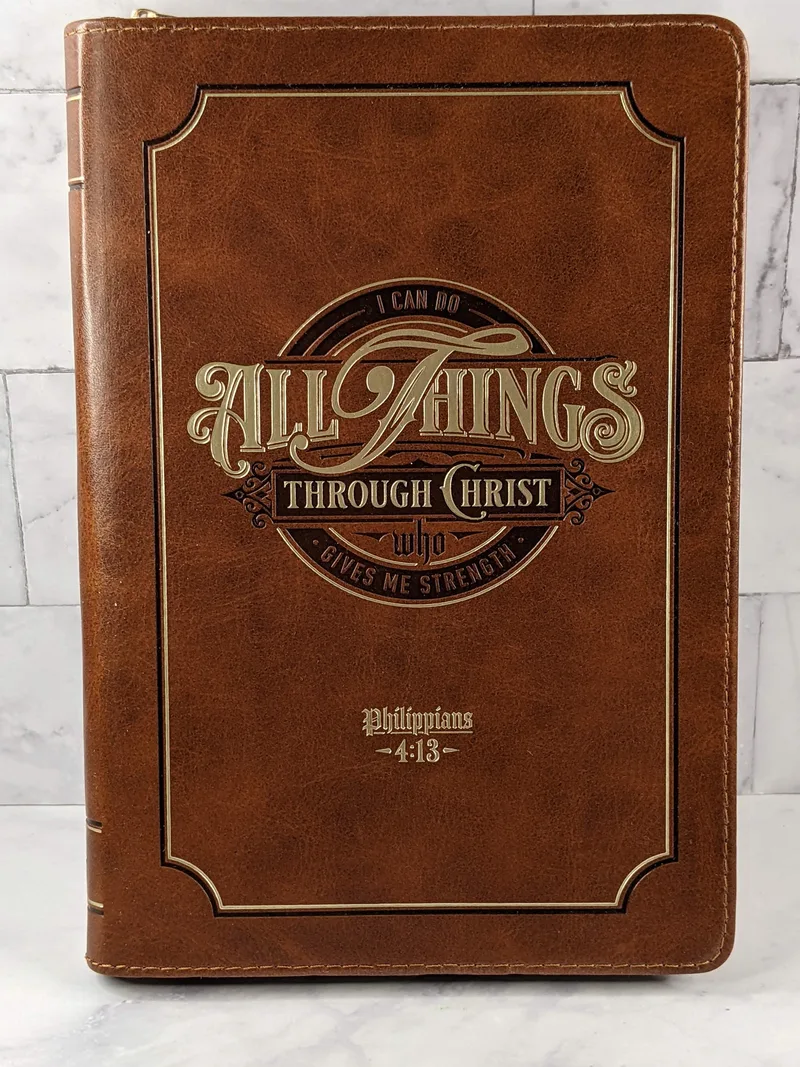 I CAN DO
ALL THINGS
THROUGH CHRIST
who
GIVES ME STRENGTH
Philippians
4:13